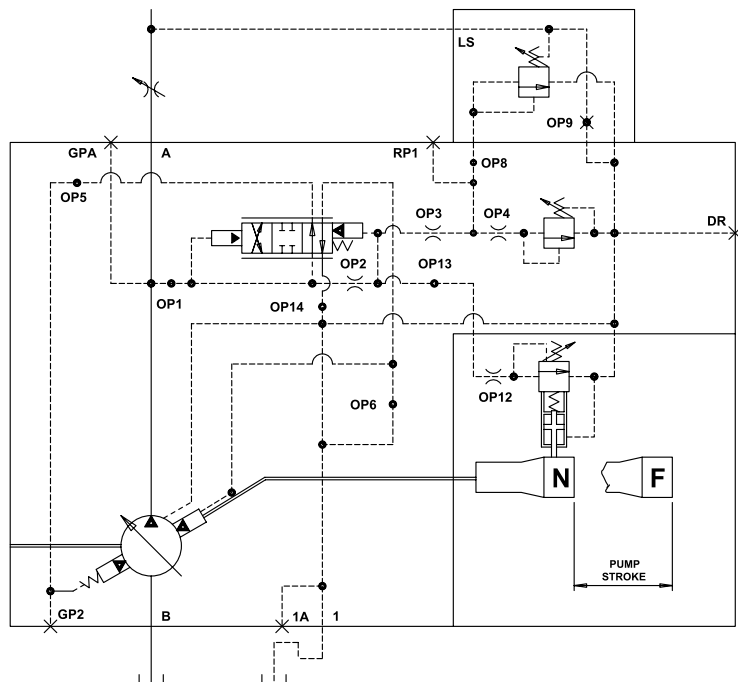 LS
OP9
GPA
A
RP1
OP8
OP5
OP3
OP4
DR
OP2
OP13
OP1
OP14
OP12
OP6
N
F
PUMP
STROKE
GP2
B
1A
1